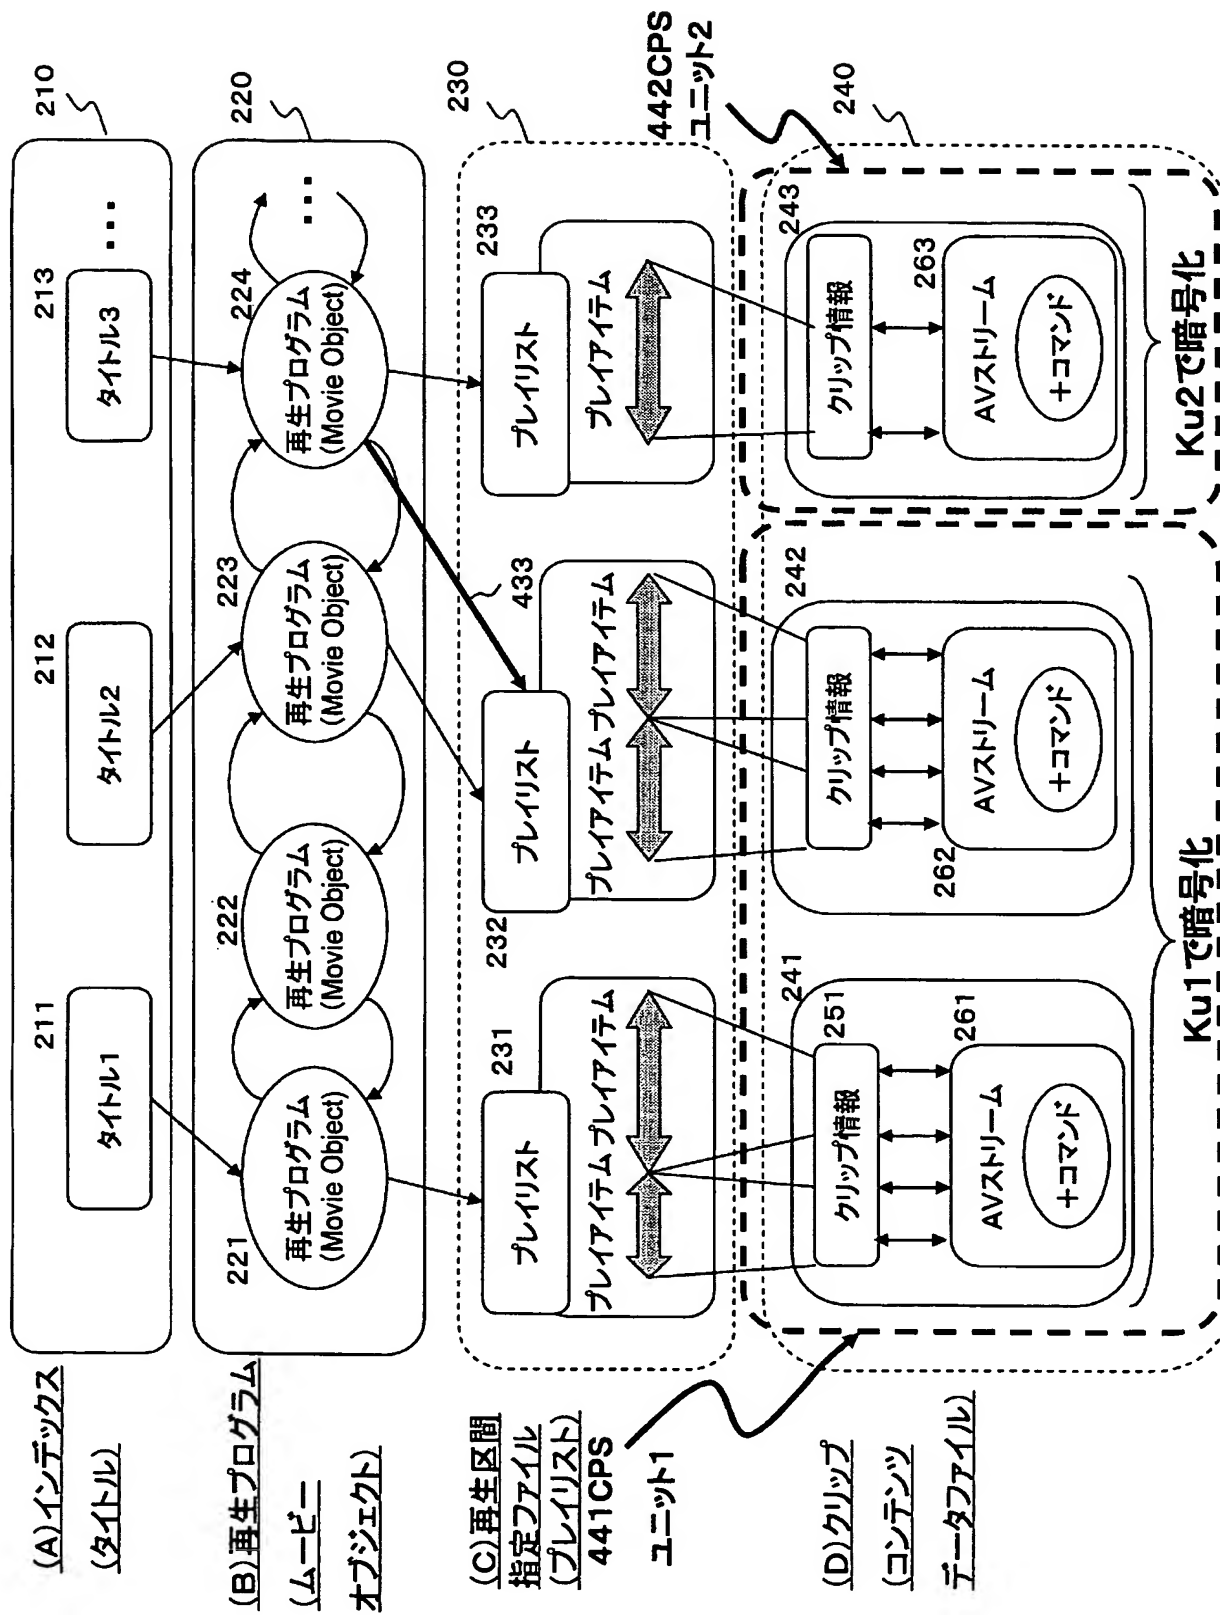 (A)インデックス
(タイトル)
210
211
タイトル1
212
タイトル2
213
タイトル3
...
(B)再生プログラム
(ムービー
オブジェクト)
220
221
再生プログラム
(Movie Object)
222
再生プログラム
(Movie Object)
223
再生プログラム
(Movie Object)
224
再生プログラム
(Movie Object)
...
(C)再生区間
指定ファイル
(プレイリスト)
230
231
プレイリスト
プレイアイテム プレイアイテム
232
プレイリスト
プレイアイテム プレイアイテム
433
233
プレイリスト
プレイアイテム
441CPS
ユニット1
442CPS
ユニット2
(D)クリップ
(コンテンツ
データファイル)
240
241
251
クリップ情報
261
AVストリーム
+コマンド
242
クリップ情報
262
AVストリーム
+コマンド
243
クリップ情報
263
AVストリーム
+コマンド
Ku1で暗号化
Ku2で暗号化